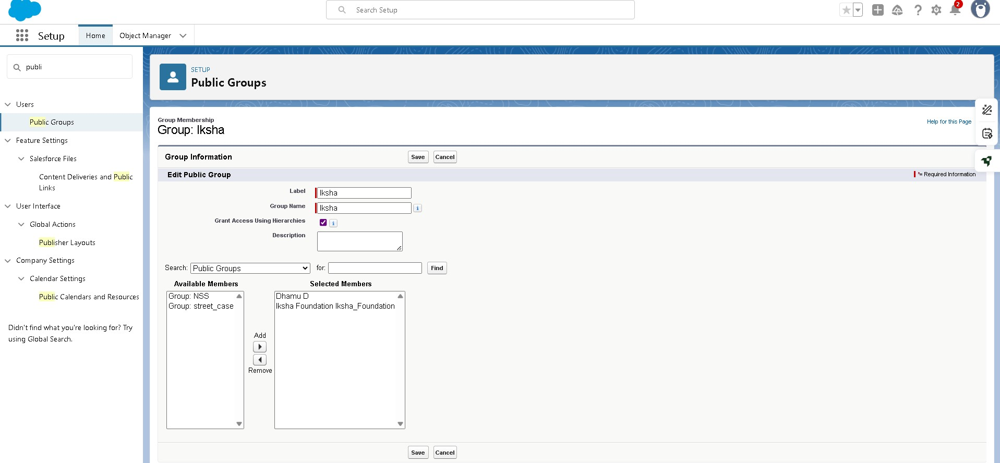 Search Setup
2
Setup
Home
Object Manager
publi
Users
Public Groups
Feature Settings
Salesforce Files
Content Deliveries and Public
Links
User Interface
Global Actions
Publisher Layouts
Company Settings
Calendar Settings
Public Calendars and Resources
Didn't find what you're looking for? Try
using Global Search.
SETUP
Public Groups
Group Membership
Group: Iksha
Help for this Page
Group Information
Save
Cancel
Edit Public Group
*= Required Information
Label
Iksha
Group Name
Iksha
i
Grant Access Using Hierarchies
i
Description
Search:
Public Groups
for:
Find
Available Members
Selected Members
Group: NSS
Group: street_case
Add
Remove
Dhamu D
Iksha Foundation Iksha_Foundation
Save
Cancel